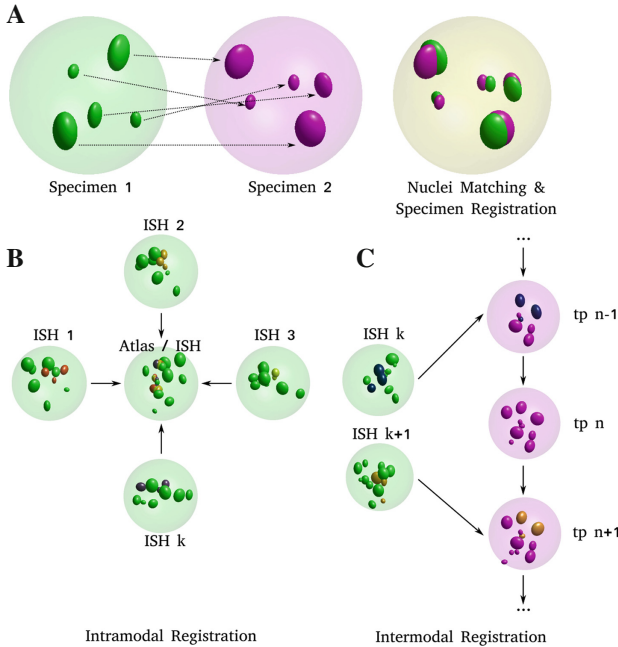 A
Specimen 1
Specimen 2
Nuclei Matching &
Specimen Registration
B
ISH 2
ISH 1
Atlas / ISH
ISH 3
ISH k
Intramodal Registration
C
...
tp n-1
ISH k
tp n
ISH k+1
tp n+1
...
Intermodal Registration